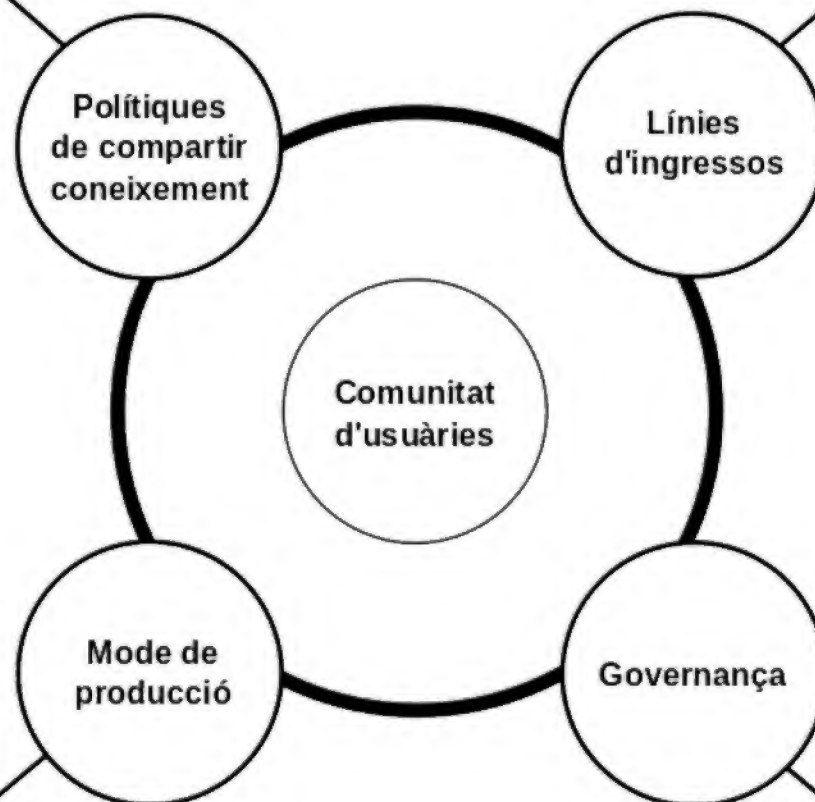 Polítiques
de compartir
coneixement
Línies
d'ingressos
Comunitat
d'usuàries
Mode de
producció
Governança